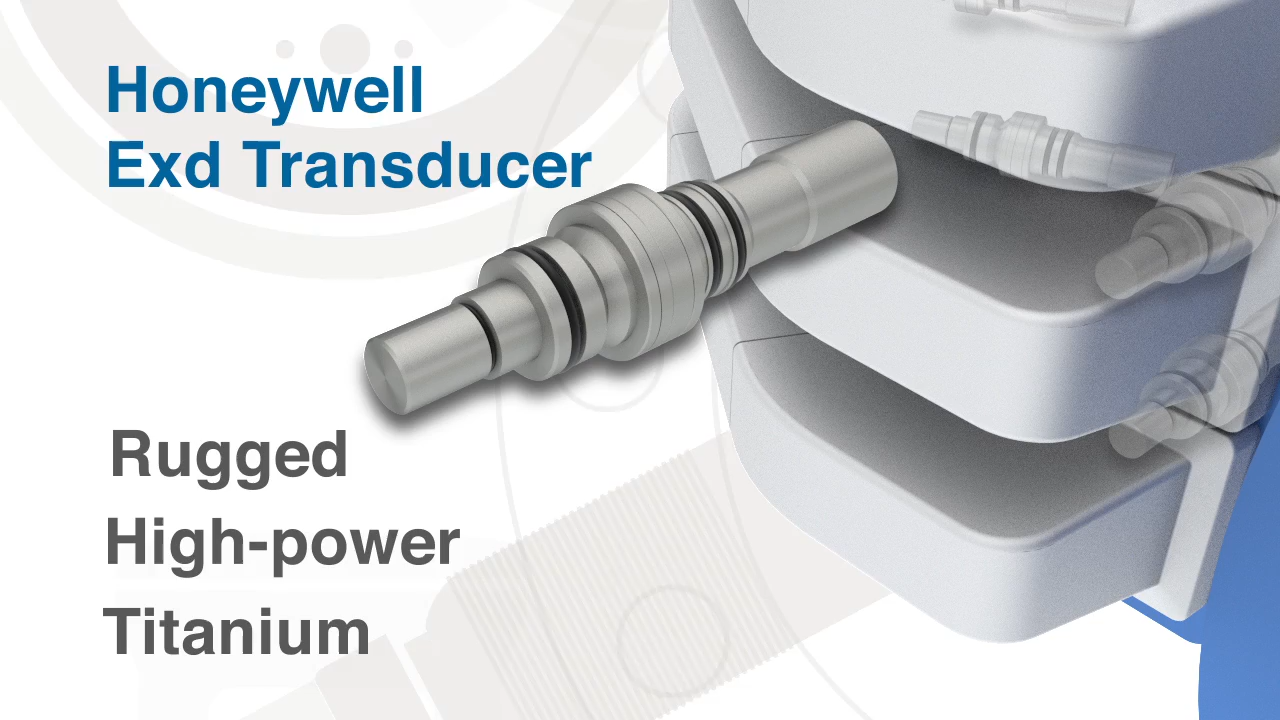 Honeywell
Exd Transducer
Rugged
High-power
Titanium